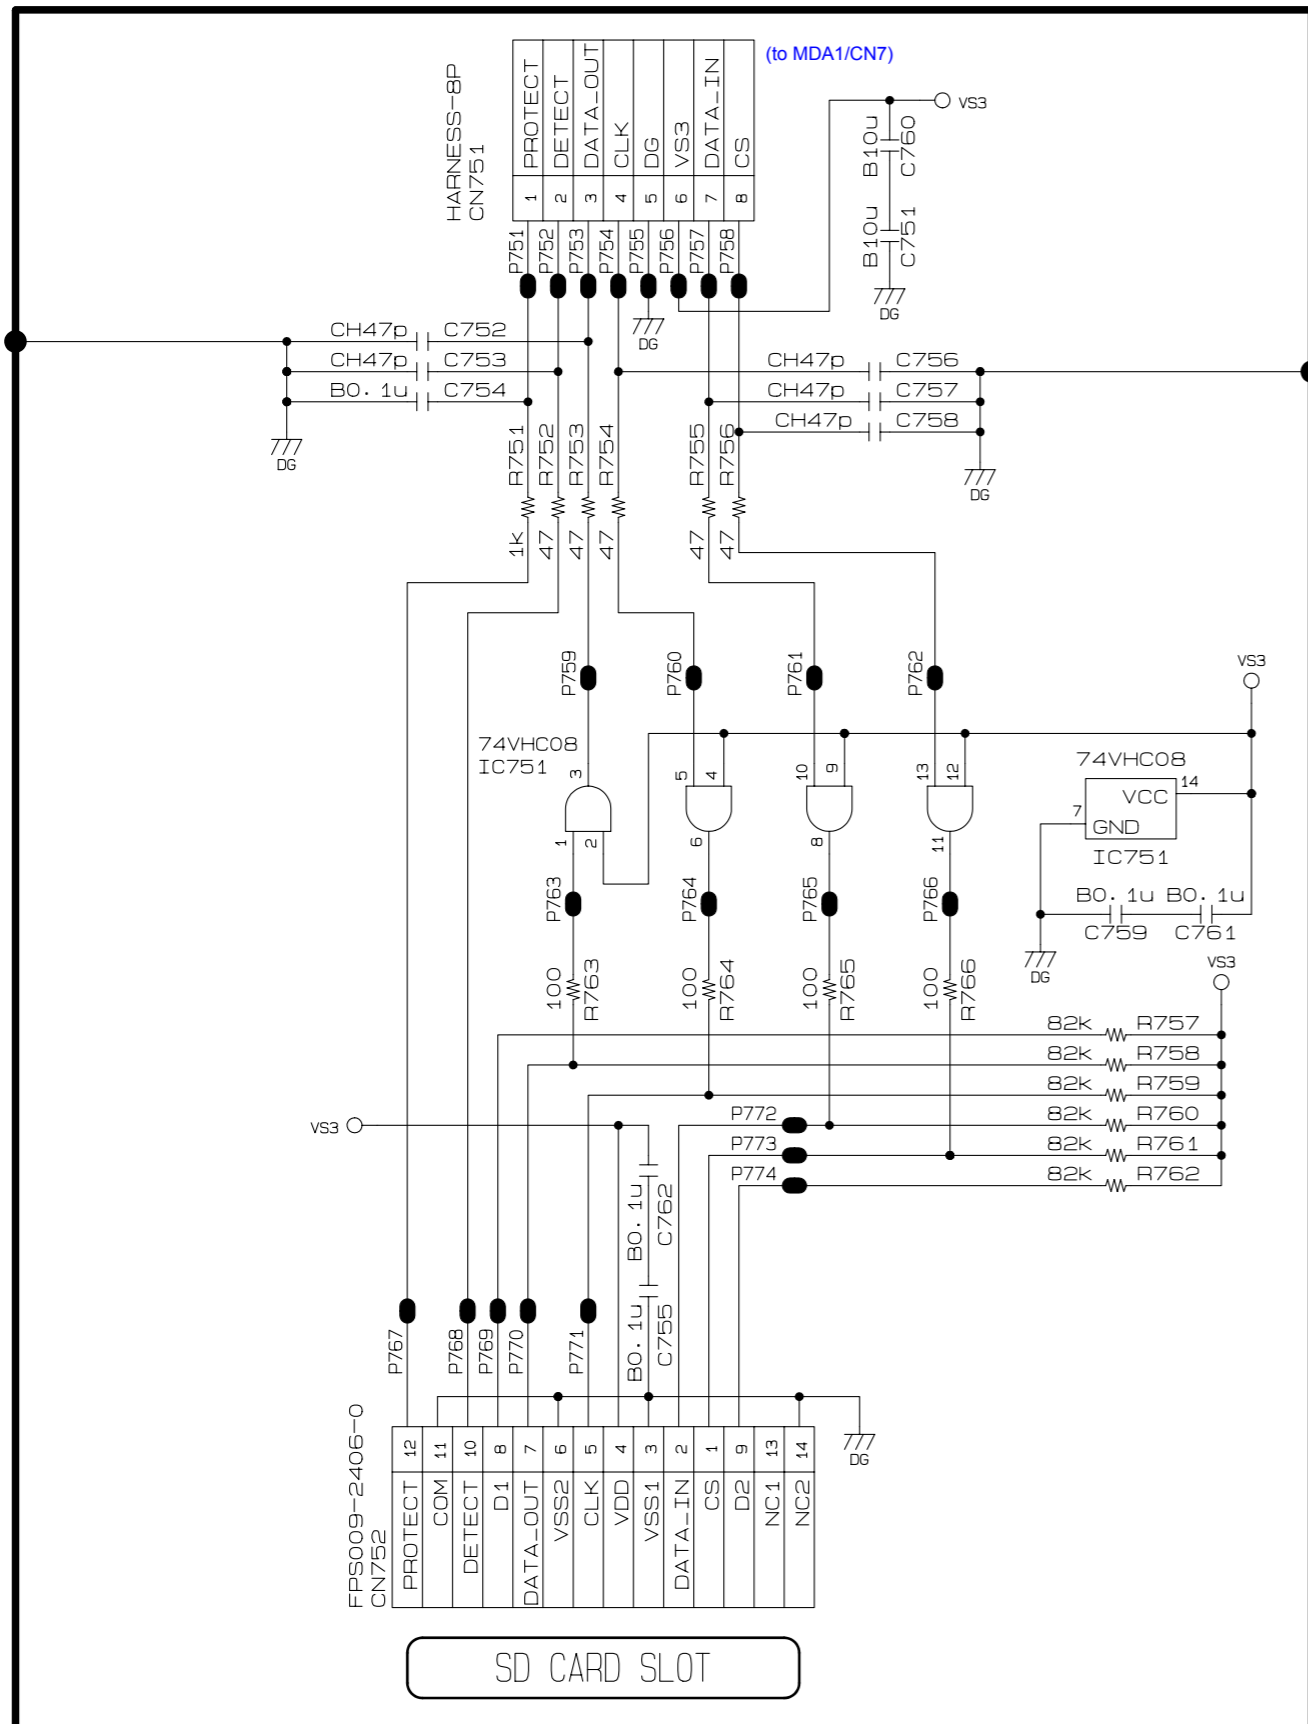 (to MDA1/CN7)
HARNESS-8P
CN751
PROTECT
DETECT
DATA_OUT
CLK
DG
VS3
DATA_IN
CS
1
2
3
4
5
6
7
8
P751
P752
P753
P754
P755
P756
P757
P758
VS3
B10u
C760
B10u
C751
DG
DG
CH47p C752
CH47p C753
B0.1u C754
DG
CH47p C756
CH47p C757
CH47p C758
DG
R751
R752
R753
R754
R755
R756
1k
47
47
47
47
47
P759
P760
P761
P762
VS3
74VHC08
IC751
3
1
2
5
4
6
10
9
8
13
12
11
74VHC08
14
VCC
7
GND
IC751
B0.1u B0.1u
C759 C761
DG
P763
P764
P765
P766
100
R763
100
R764
100
R765
100
R766
VS3
82k R757
82k R758
82k R759
82k R760
82k R761
82k R762
P772
P773
P774
VS3
B0.1u
C762
B0.1u
C755
P767
P768
P769
P770
P771
DG
FPS009-2406-0
CN752
12
11
10
8
7
6
5
4
3
2
1
9
13
14
PROTECT
COM
DETECT
D1
DATA_OUT
VSS2
CLK
VDD
VSS1
DATA_IN
CS
D2
NC1
NC2
SD CARD SLOT